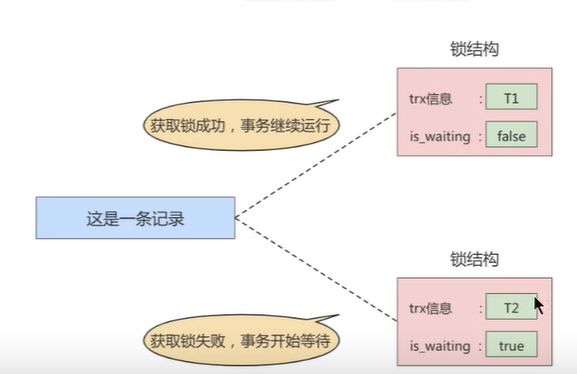 锁结构
trx信息 : T1
获取锁成功，事务继续运行
is_waiting : false
这是一条记录
锁结构
trx信息 : T2
获取锁失败，事务开始等待
is_waiting : true